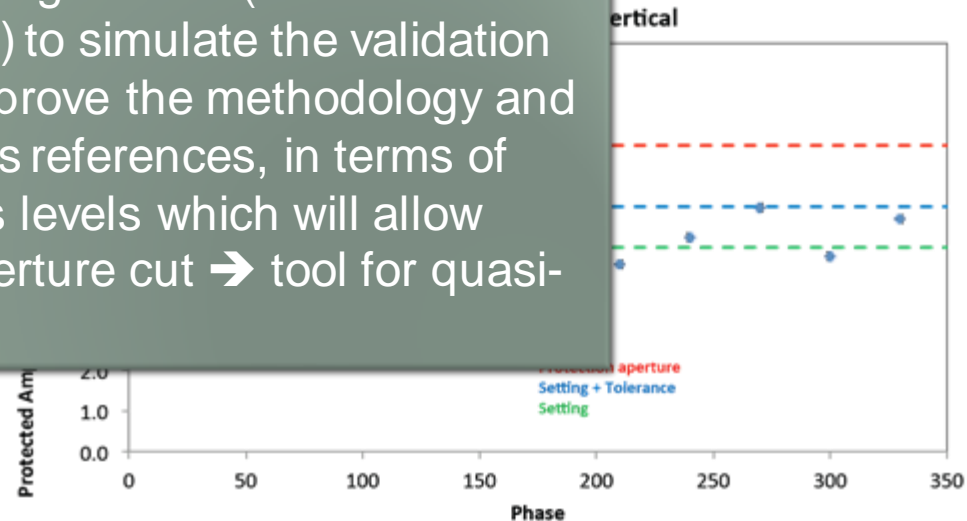 ) to simulate the validation
prove the methodology and
s references, in terms of
s levels which will allow
erture cut ➔ tool for quasi-
ertical
aperture
Setting + Tolerance
Setting
Protected Am
2.0
1.0
0.0
0 50 100 150 200 250 300 350
Phase